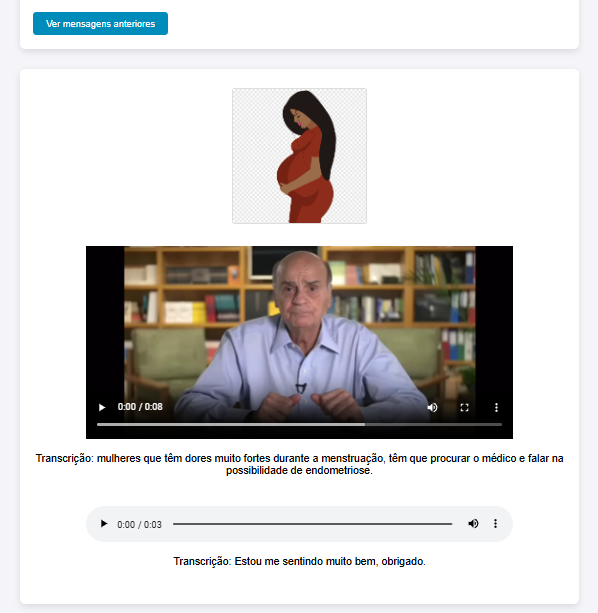 Ver mensagens anteriores
0:00 / 0:08
Transcrição: mulheres que têm dores muito fortes durante a menstruação, têm que procurar o médico e falar na
possibilidade de endometriose.
0:00 / 0:03
Transcrição: Estou me sentindo muito bem, obrigado.